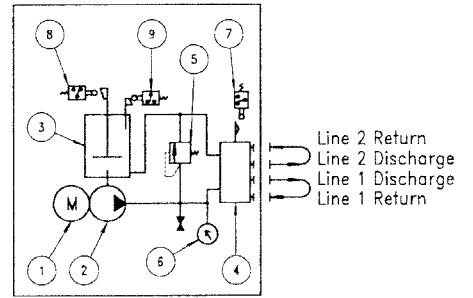 8
9
7
5
3
Line 2 Return
Line 2 Discharge
Line 1 Discharge
Line 1 Return
M
1
2
6
4